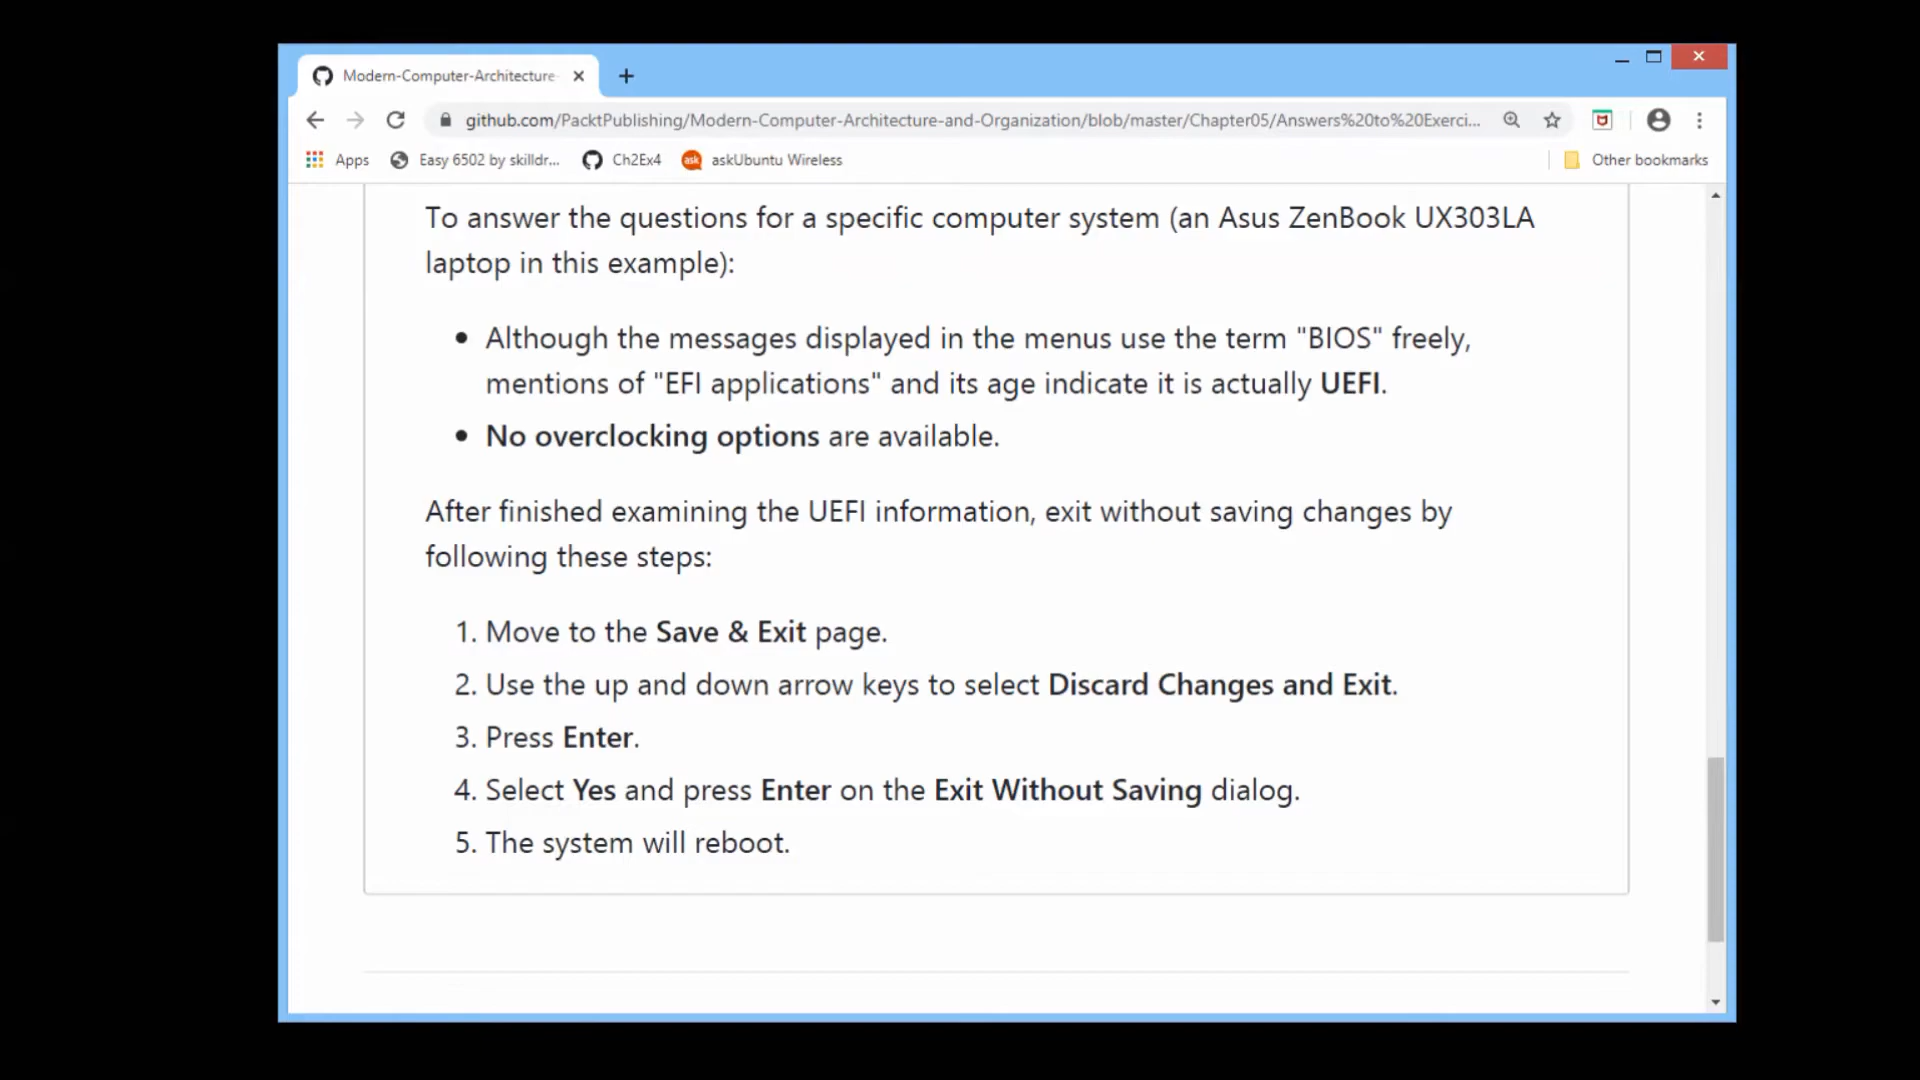 Modern-Computer-Architecture-
github.com/PacktPublishing/Modern-Computer-Architecture-and-Organization/blob/master/Chapter05/Answers%20to%20Exerci...
Apps Easy 6502 by skilldr... Ch2Ex4 ask askUbuntu Wireless Other bookmarks
To answer the questions for a specific computer system (an Asus ZenBook UX303LA
laptop in this example):
• Although the messages displayed in the menus use the term "BIOS" freely,
mentions of "EFI applications" and its age indicate it is actually UEFI.
• No overclocking options are available.
After finished examining the UEFI information, exit without saving changes by
following these steps:
1. Move to the Save & Exit page.
2. Use the up and down arrow keys to select Discard Changes and Exit.
3. Press Enter.
4. Select Yes and press Enter on the Exit Without Saving dialog.
5. The system will reboot.